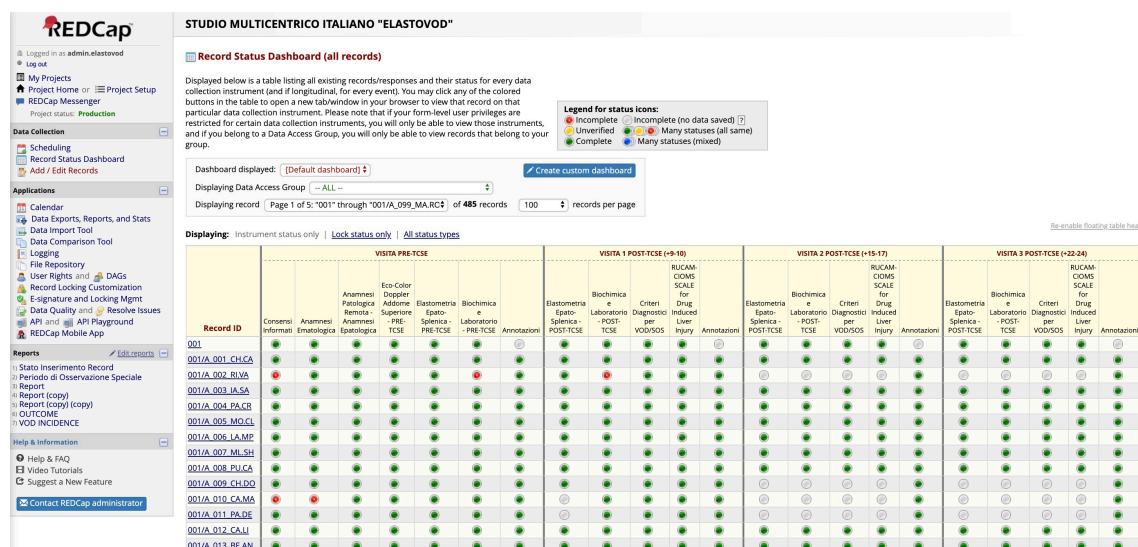 REDCap
Logged in as admin.elastovod
Log out
My Projects
Project Home or Project Setup
REDCap Messenger
Project status: Production
Data Collection
Scheduling
Record Status Dashboard
Add / Edit Records
Applications
Calendar
Data Exports, Reports, and Stats
Data Import Tool
Data Comparison Tool
Logging
File Repository
User Rights and DAGs
Record Locking Customization
E-signature and Locking Mgmt
Data Quality and Resolve Issues
API and API Playground
REDCap Mobile App
Reports Edit reports
1) Stato Inserimento Record
2) Periodo di Osservazione Speciale
3) Report
4) Report (copy)
5) Report (copy) (copy)
6) OUTCOME
7) VOD INCIDENCE
Help & Information
Help & FAQ
Video Tutorials
Suggest a New Feature
Contact REDCap administrator
STUDIO MULTICENTRICO ITALIANO "ELASTOVOD"
Record Status Dashboard (all records)
Displayed below is a table listing all existing records/responses and their status for every data
collection instrument (and if longitudinal, for every event). You may click any of the colored
buttons in the table to open a new tab/window in your browser to view that record on that
particular data collection instrument. Please note that if your form-level user privileges are
restricted for certain data collection instruments, you will only be able to view those instruments,
and if you belong to a Data Access Group, you will only be able to view records that belong to your
group.
Legend for status icons:
Incomplete Incomplete (no data saved) ?
Unverified Many statuses (all same)
Complete Many statuses (mixed)
Dashboard displayed: [Default dashboard] Create custom dashboard
Displaying Data Access Group -- ALL --
Displaying record Page 1 of 5: "001" through "001/A_099_MA.RC of 485 records 100 records per page
Re-enable floating table hea
Displaying: Instrument status only | Lock status only | All status types
Record ID
VISITA PRE-TCSE
Consensi Informati
Anamnesi Ematologica
Anamnesi Patologica Remota - Anamnesi Epatologica
Eco-Color Doppler Addome Superiore - PRE-TCSE
Elastometria Epato-Splenica - PRE-TCSE
Biochimica e Laboratorio - PRE-TCSE
Annotazioni
VISITA 1 POST-TCSE (+9-10)
Elastometria Epato-Splenica - POST-TCSE
Biochimica e Laboratorio - POST-TCSE
Criteri Diagnostici per VOD/SOS
RUCAM-CIOMS SCALE for Drug Induced Liver Injury
Annotazioni
VISITA 2 POST-TCSE (+15-17)
Elastometria Epato-Splenica - POST-TCSE
Biochimica e Laboratorio - POST-TCSE
Criteri Diagnostici per VOD/SOS
RUCAM-CIOMS SCALE for Drug Induced Liver Injury
Annotazioni
VISITA 3 POST-TCSE (+22-24)
Elastometria Epato-Splenica - POST-TCSE
Biochimica e Laboratorio - POST-TCSE
Criteri Diagnostici per VOD/SOS
RUCAM-CIOMS SCALE for Drug Induced Liver Injury
Annotazioni
001
001/A_001_CH.CA
001/A_002_RI.VA
001/A_003_IA.SA
001/A_004_PA.CR
001/A_005_MO.CL
001/A_006_LA.MP
001/A_007_ML.SH
001/A_008_PU.CA
001/A_009_CH.DO
001/A_010_CA.MA
001/A_011_PA.DE
001/A_012_CA.LI
001/A_013_BE.AN